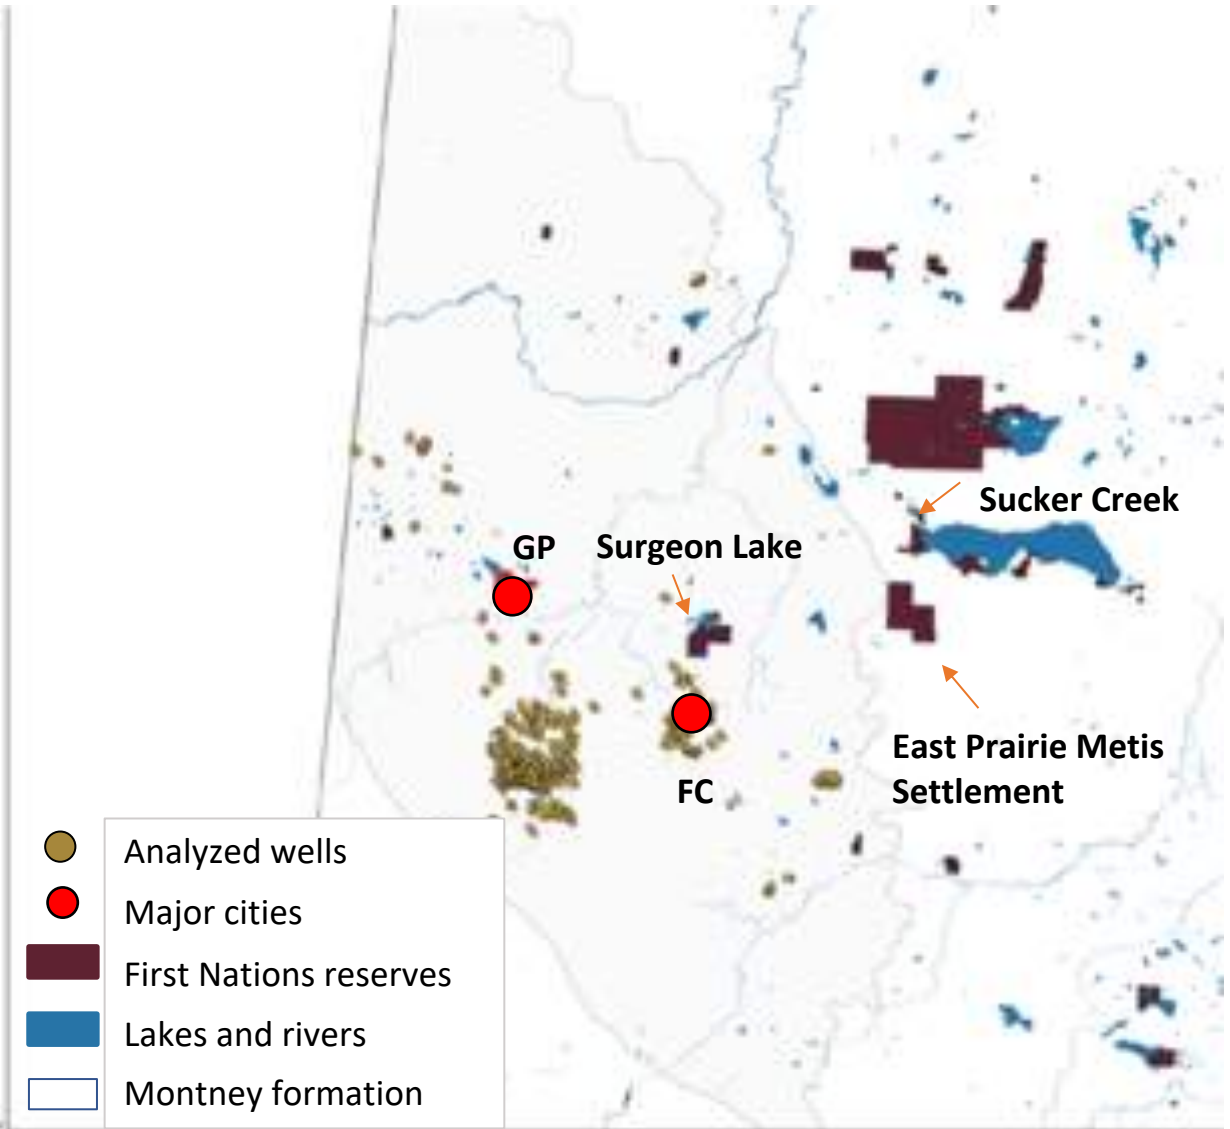 Sucker Creek
GP
Surgeon Lake
East Prairie Metis
Settlement
FC
Analyzed wells
Major cities
First Nations reserves
Lakes and rivers
Montney formation